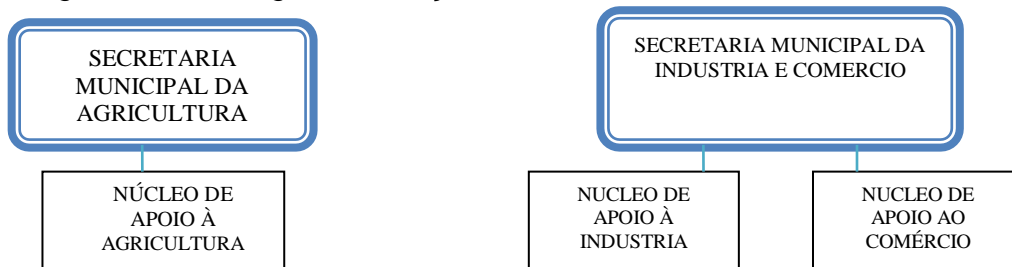 SECRETARIA
MUNICIPAL DA
AGRICULTURA
SECRETARIA MUNICIPAL DA
INDUSTRIA E COMERCIO
NÚCLEO DE
APOIO À
AGRICULTURA
NUCLEO DE
APOIO À
INDUSTRIA
NUCLEO DE
APOIO AO
COMÉRCIO